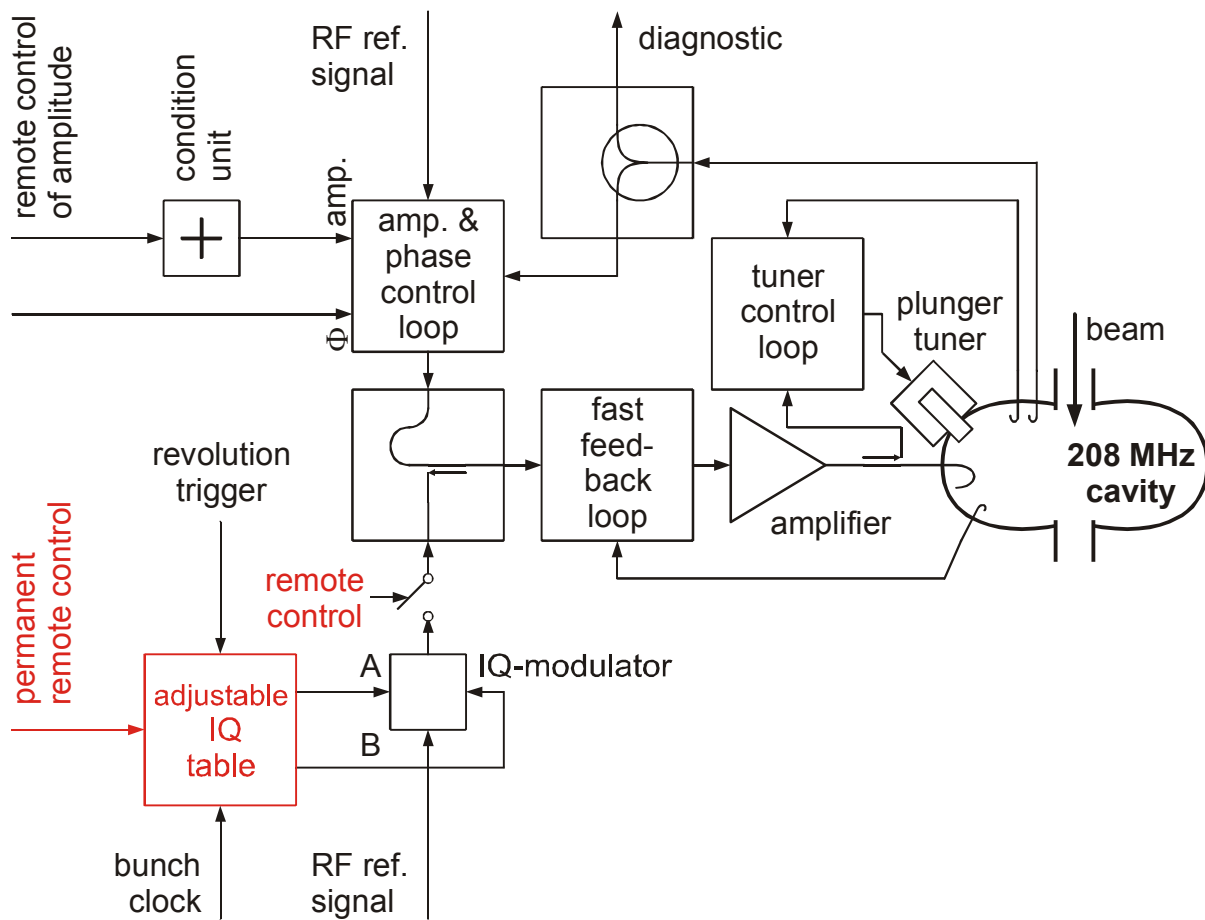 RF ref.
signal
diagnostic
remote control
of amplitude
condition
unit
amp.
amp. &
phase
control
loop
Φ
tuner
control
loop
plunger
tuner
beam
fast
feed-
back
loop
amplifier
208 MHz
cavity
revolution
trigger
permanent
remote control
remote
control
A
IQ-modulator
adjustable
IQ
table
B
bunch
clock
RF ref.
signal